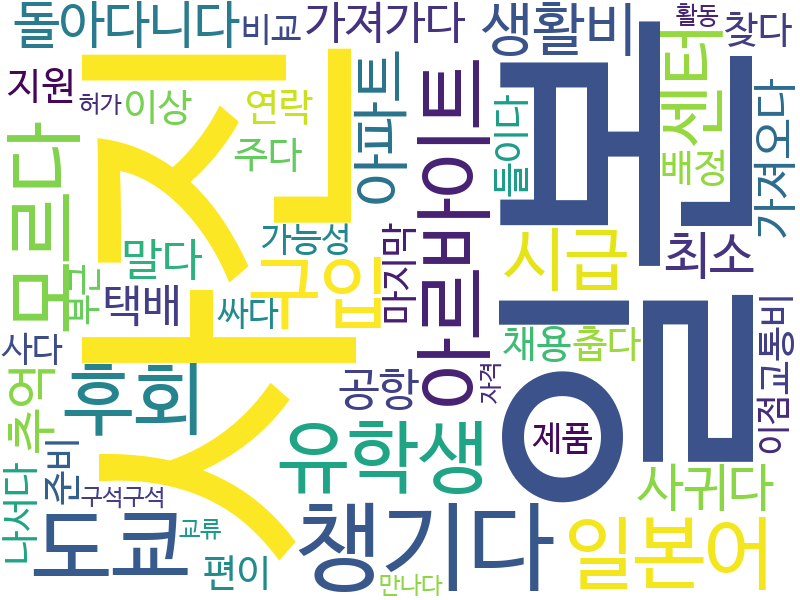 돌아다니다
비교
가져가다
생활비
활동
찾다
지원
허가
이상
연락
주다
아파트
아르바이트
들이다
일본
센터
배정
가져오다
모르다
사진
말다
가능성
마지막
시급
최소
부근
택배
싸다
구입
채용
춥다
사다
추억
후회
공항
자격
제품
이점
교통비
유학생
사귀다
나서다
준비
구석구석
도쿄
교류
편이
챙기다
만나다
일본어